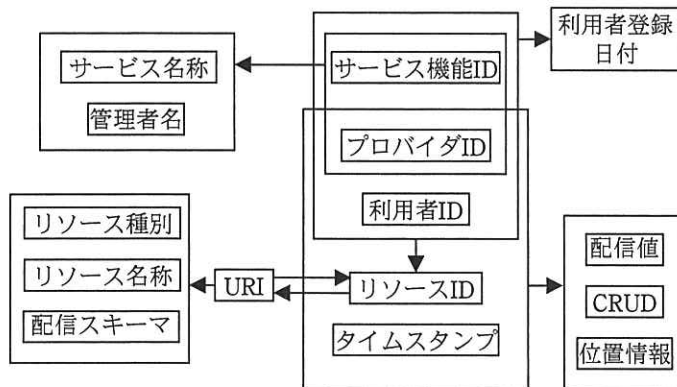 サービス名称
管理者名
サービス機能ID
プロバイダID
利用者ID
利用者登録
日付
リソース種別
リソース名称
配信スキーマ
URI
リソースID
タイムスタンプ
配信値
CRUD
位置情報